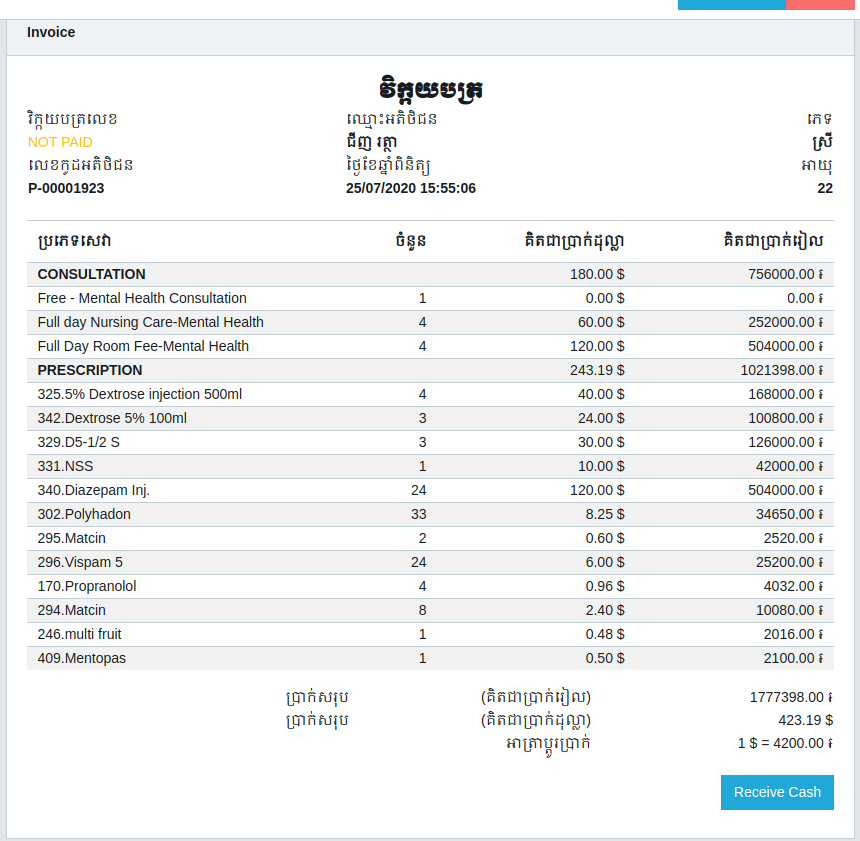 Invoice
វិក្កយបត្រ
វិក្កយបត្រលេខ ឈ្មោះអតិថិជន ភេទ
NOT PAID ជីញ រត្ថា ស្រី
លេខកូដអតិថិជន ថ្ងៃខែឆ្នាំពិនិត្យ អាយុ
P-00001923 25/07/2020 15:55:06 22
ប្រភេទសេវា ចំនួន គិតជាប្រាក់ដុល្លា គិតជាប្រាក់រៀល
CONSULTATION 180.00 $ 756000.00 ៛
Free - Mental Health Consultation 1 0.00 $ 0.00 ៛
Full day Nursing Care-Mental Health 4 60.00 $ 252000.00 ៛
Full Day Room Fee-Mental Health 4 120.00 $ 504000.00 ៛
PRESCRIPTION 243.19 $ 1021398.00 ៛
325.5% Dextrose injection 500ml 4 40.00 $ 168000.00 ៛
342.Dextrose 5% 100ml 3 24.00 $ 100800.00 ៛
329.D5-1/2 S 3 30.00 $ 126000.00 ៛
331.NSS 1 10.00 $ 42000.00 ៛
340.Diazepam Inj. 24 120.00 $ 504000.00 ៛
302.Polyhadon 33 8.25 $ 34650.00 ៛
295.Matcin 2 0.60 $ 2520.00 ៛
296.Vispam 5 24 6.00 $ 25200.00 ៛
170.Propranolol 4 0.96 $ 4032.00 ៛
294.Matcin 8 2.40 $ 10080.00 ៛
246.multi fruit 1 0.48 $ 2016.00 ៛
409.Mentopas 1 0.50 $ 2100.00 ៛
ប្រាក់សរុប (គិតជាប្រាក់រៀល) 1777398.00 ៛
ប្រាក់សរុប (គិតជាប្រាក់ដុល្លា) 423.19 $
អាត្រាប្តូរប្រាក់ 1 $ = 4200.00 ៛
Receive Cash